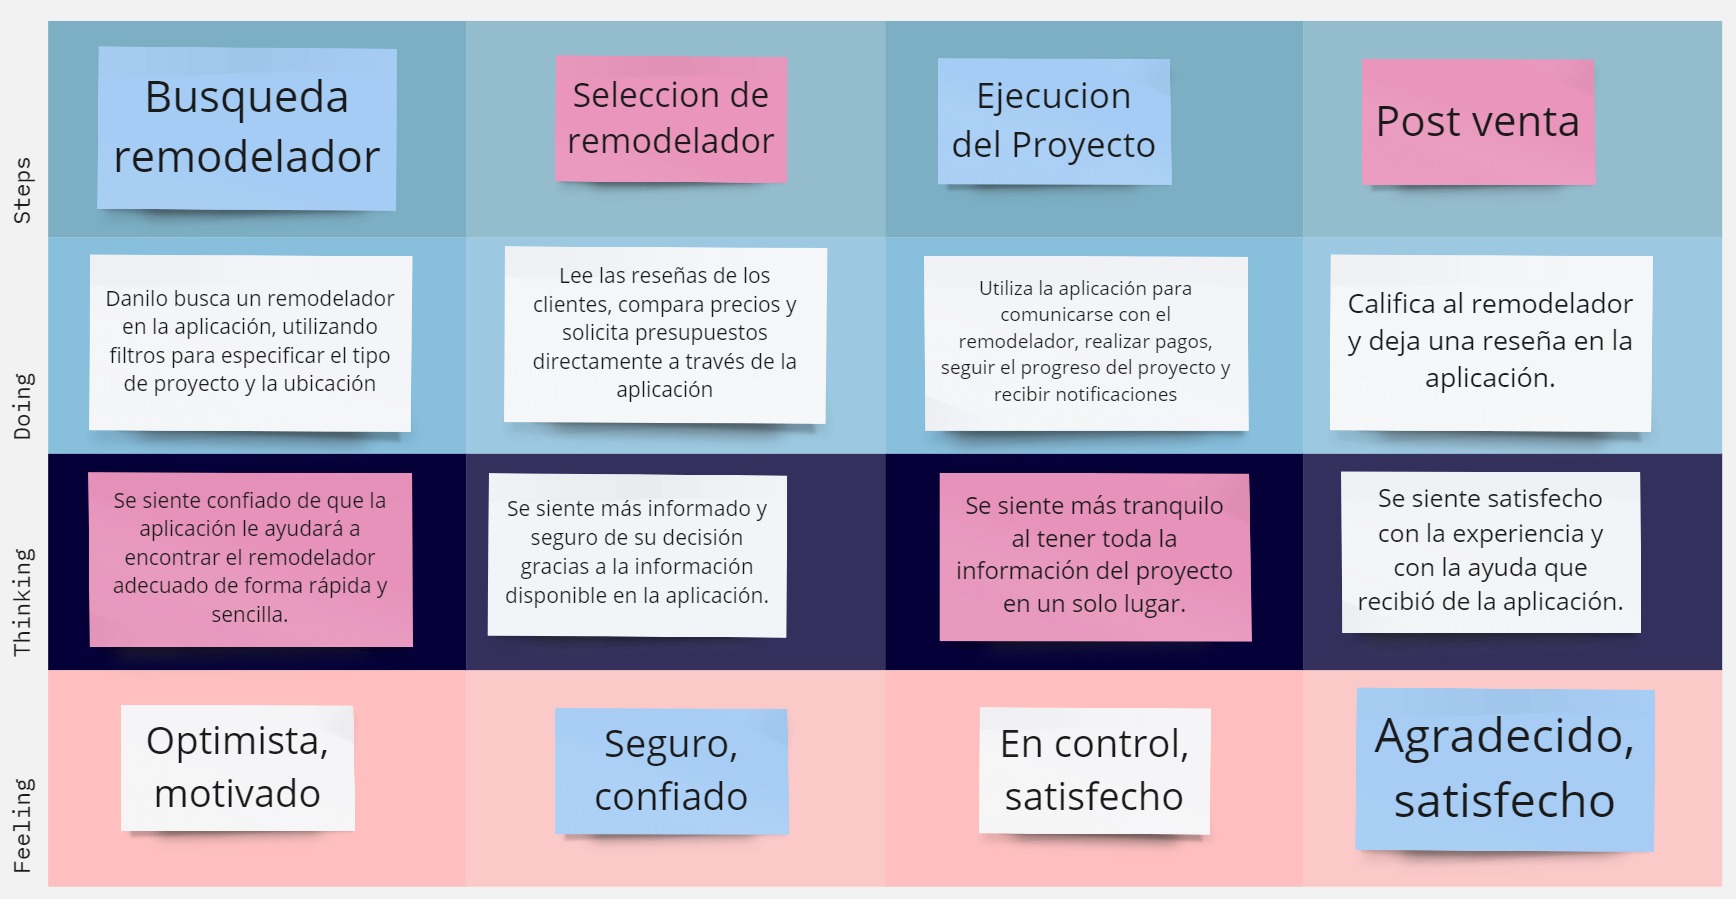 Steps
Busqueda
remodelador
Seleccion de
remodelador
Ejecucion
del Proyecto
Post venta
Doing
Danilo busca un remodelador
en la aplicación, utilizando
filtros para especificar el tipo
de proyecto y la ubicación
Lee las reseñas de los
clientes, compara precios y
solicita presupuestos
directamente a través de la
aplicación
Utiliza la aplicación para
comunicarse con el
remodelador, realizar pagos,
seguir el progreso del proyecto y
recibir notificaciones
Califica al remodelador
y deja una reseña en la
aplicación.
Thinking
Se siente confiado de que la
aplicación le ayudará a
encontrar el remodelador
adecuado de forma rápida y
sencilla.
Se siente más informado y
seguro de su decisión
gracias a la información
disponible en la aplicación.
Se siente más tranquilo
al tener toda la
información del proyecto
en un solo lugar.
Se siente satisfecho
con la experiencia y
con la ayuda que
recibió de la aplicación.
Feeling
Optimista,
motivado
Seguro,
confiado
En control,
satisfecho
Agradecido,
satisfecho